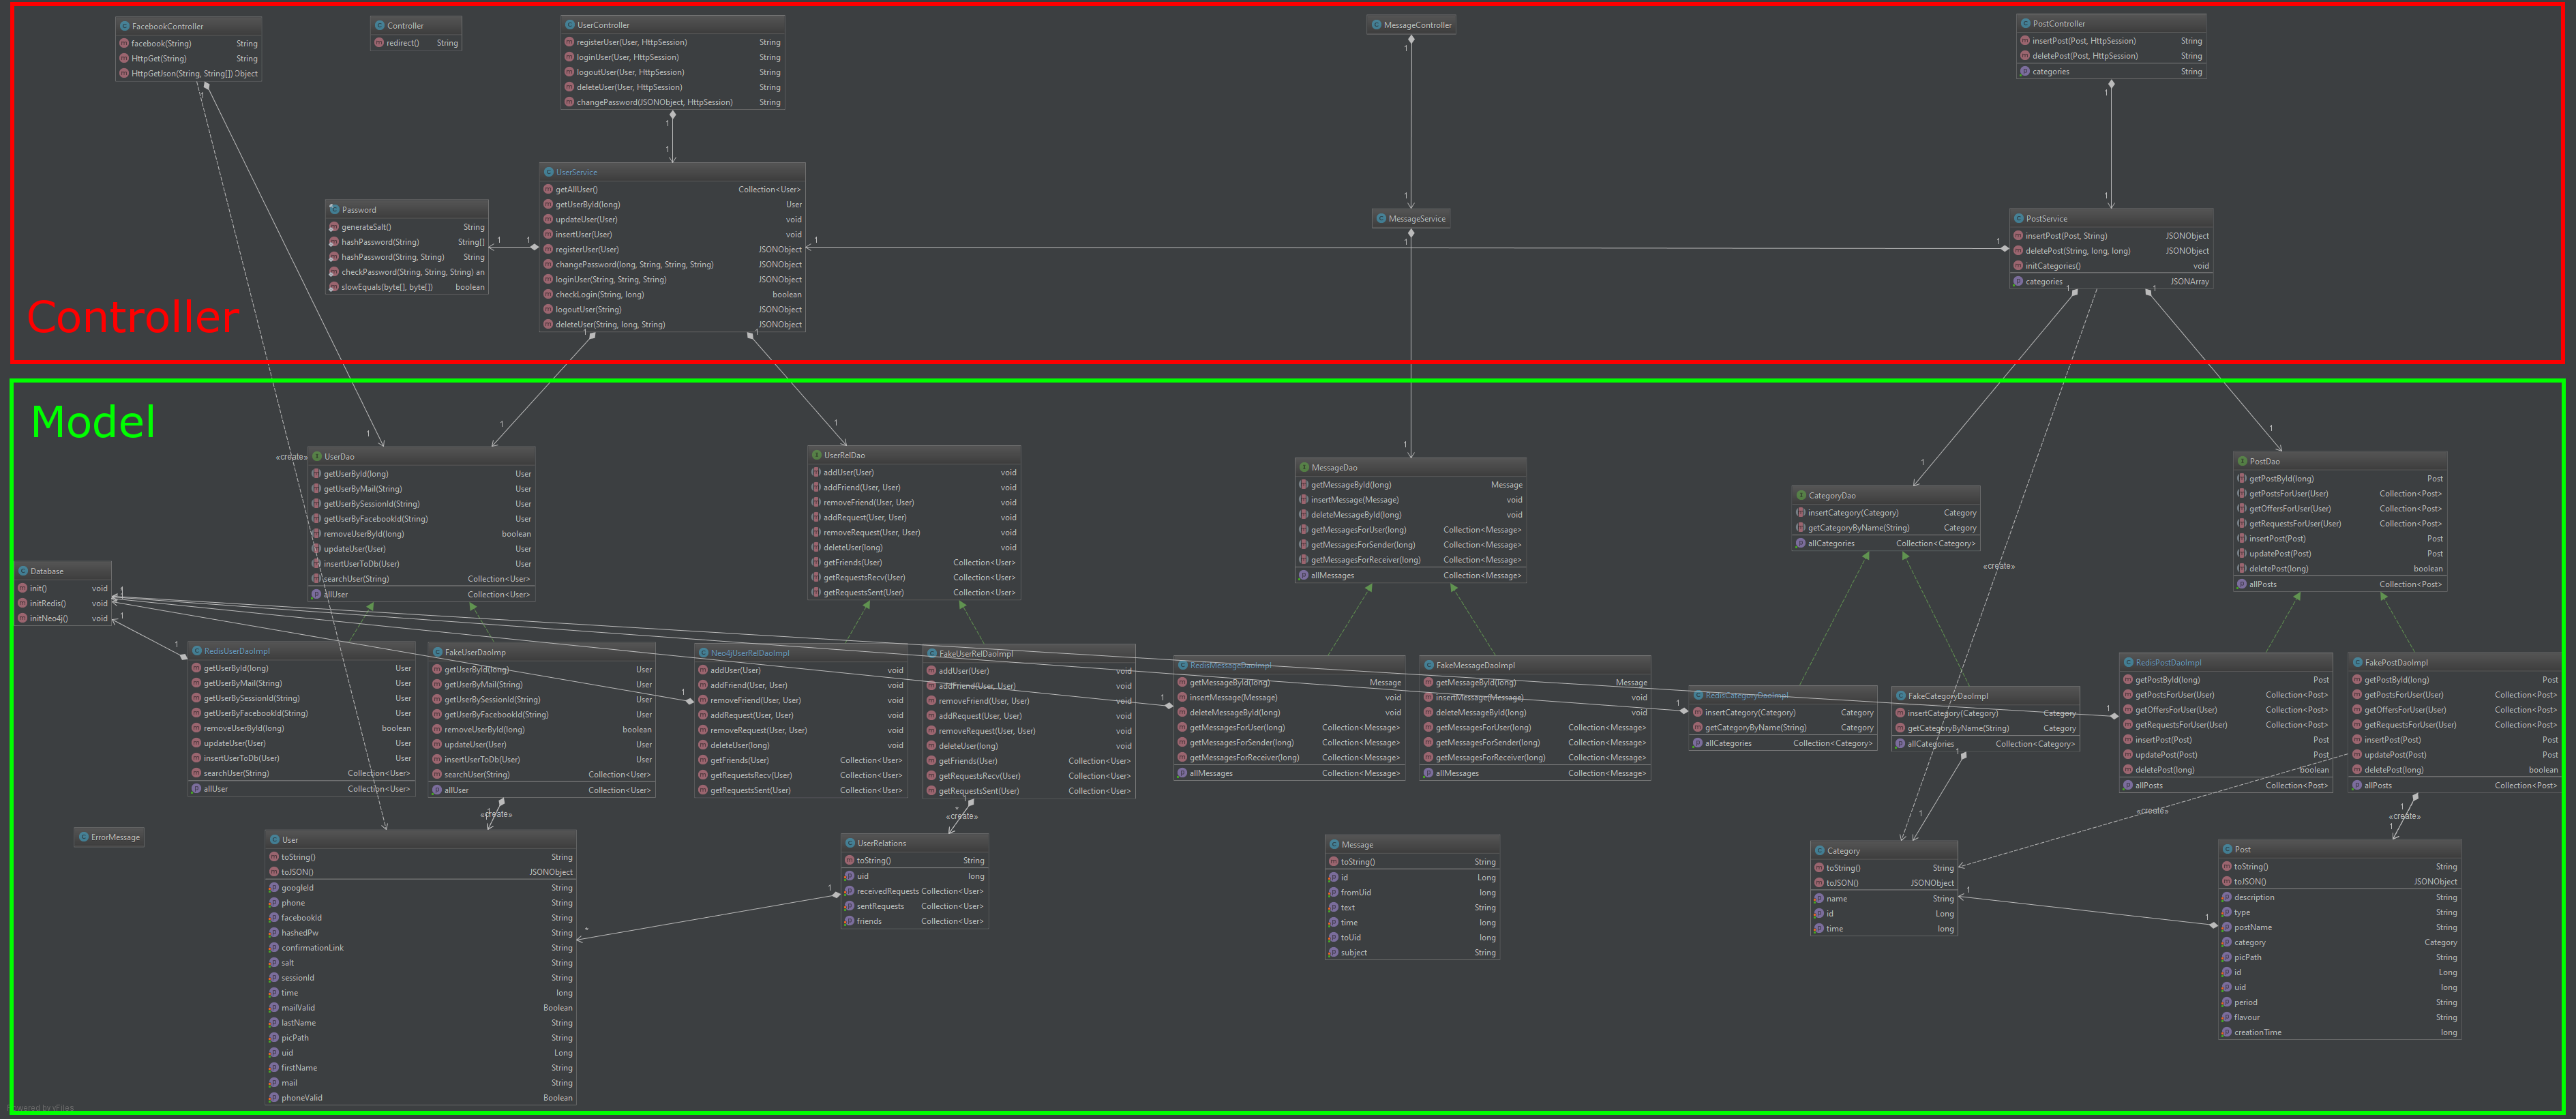 FacebookController
facebook(String) String
HttpGet(String) String
HttpGetJson(String, String[]) Object
Controller
redirect() String
UserController
registerUser(User, HttpSession) String
loginUser(User, HttpSession) String
logoutUser(User, HttpSession) String
deleteUser(User, HttpSession) String
changePassword(JSONObject, HttpSession) String
MessageController
PostController
insertPost(Post, HttpSession) String
deletePost(Post, HttpSession) String
categories String
Password
generateSalt() String
hashPassword(String) String[]
hashPassword(String, String) String
checkPassword(String, String, String) an
slowEquals(byte[], byte[]) boolean
UserService
getAllUser() Collection<User>
getUserById(long) User
updateUser(User) void
insertUser(User) void
registerUser(User) JSONObject
changePassword(long, String, String, String) JSONObject
loginUser(String, String, String) JSONObject
checkLogin(String, long) boolean
logoutUser(String) JSONObject
deleteUser(String, long, String) JSONObject
MessageService
PostService
insertPost(Post, String) JSONObject
deletePost(String, long, long) JSONObject
initCategories() void
categories JSONArray
Controller
Model
«create»
UserDao
getUserById(long) User
getUserByMail(String) User
getUserBySessionId(String) User
getUserByFacebookId(String) User
removeUserById(long) boolean
updateUser(User) User
insertUserToDb(User) User
searchUser(String) Collection<User>
allUser Collection<User>
UserRelDao
addUser(User) void
addFriend(User, User) void
removeFriend(User, User) void
addRequest(User, User) void
removeRequest(User, User) void
deleteUser(long) void
getFriends(User) Collection<User>
getRequestsRecv(User) Collection<User>
getRequestsSent(User) Collection<User>
MessageDao
getMessageById(long) Message
insertMessage(Message) void
deleteMessageById(long) void
getMessagesForUser(long) Collection<Message>
getMessagesForSender(long) Collection<Message>
getMessagesForReceiver(long) Collection<Message>
allMessages Collection<Message>
CategoryDao
insertCategory(Category) Category
getCategoryByName(String) Category
allCategories Collection<Category>
«create»
PostDao
getPostById(long) Post
getPostsForUser(User) Collection<Post>
getOffersForUser(User) Collection<Post>
getRequestsForUser(User) Collection<Post>
insertPost(Post) Post
updatePost(Post) Post
deletePost(long) boolean
allPosts Collection<Post>
Database
init() void
initRedis() void
initNeo4j() void
RedisUserDaoImpl
getUserById(long) User
getUserByMail(String) User
getUserBySessionId(String) User
getUserByFacebookId(String) User
removeUserById(long) boolean
updateUser(User) User
insertUserToDb(User) User
searchUser(String) Collection<User>
allUser Collection<User>
FakeUserDaoImp
getUserById(long) User
getUserByMail(String) User
getUserBySessionId(String) User
getUserByFacebookId(String) User
removeUserById(long) boolean
updateUser(User) User
insertUserToDb(User) User
searchUser(String) Collection<User>
allUser Collection<User>
Neo4jUserRelDaoImpl
addUser(User) void
addFriend(User, User) void
removeFriend(User, User) void
addRequest(User, User) void
removeRequest(User, User) void
deleteUser(long) void
getFriends(User) Collection<User>
getRequestsRecv(User) Collection<User>
getRequestsSent(User) Collection<User>
FakeUserRelDaoImpl
addUser(User) void
addFriend(User, User) void
removeFriend(User, User) void
addRequest(User, User) void
removeRequest(User, User) void
deleteUser(long) void
getFriends(User) Collection<User>
getRequestsRecv(User) Collection<User>
getRequestsSent(User) Collection<User>
RedisMessageDaoImpl
getMessageById(long) Message
insertMessage(Message) void
deleteMessageById(long) void
getMessagesForUser(long) Collection<Message>
getMessagesForSender(long) Collection<Message>
getMessagesForReceiver(long) Collection<Message>
allMessages Collection<Message>
FakeMessageDaoImpl
getMessageById(long) Message
insertMessage(Message) void
deleteMessageById(long) void
getMessagesForUser(long) Collection<Message>
getMessagesForSender(long) Collection<Message>
getMessagesForReceiver(long) Collection<Message>
allMessages Collection<Message>
RedisCategoryDaoImpl
insertCategory(Category) Category
getCategoryByName(String) Category
allCategories Collection<Category>
FakeCategoryDaoImpl
insertCategory(Category) Category
getCategoryByName(String) Category
allCategories Collection<Category>
RedisPostDaoImpl
getPostById(long) Post
getPostsForUser(User) Collection<Post>
getOffersForUser(User) Collection<Post>
getRequestsForUser(User) Collection<Post>
insertPost(Post) Post
updatePost(Post) Post
deletePost(long) boolean
allPosts Collection<Post>
FakePostDaoImpl
getPostById(long) Post
getPostsForUser(User) Collection<Post>
getOffersForUser(User) Collection<Post>
getRequestsForUser(User) Collection<Post>
insertPost(Post) Post
updatePost(Post) Post
deletePost(long) boolean
allPosts Collection<Post>
«create»
«create»
«create»
«create»
ErrorMessage
User
toString() String
toJSON() JSONObject
googleId String
phone String
facebookId String
hashedPw String
confirmationLink String
salt String
sessionId String
time long
mailValid Boolean
lastName String
picPath String
uid Long
firstName String
mail String
phoneValid Boolean
UserRelations
toString() String
uid long
receivedRequests Collection<User>
sentRequests Collection<User>
friends Collection<User>
Message
toString() String
id Long
fromUid long
text String
time long
toUid long
subject String
Category
toString() String
toJSON() JSONObject
name String
id Long
time long
Post
toString() String
toJSON() JSONObject
description String
type String
postName String
category Category
picPath String
id Long
uid long
period String
flavour String
creationTime long
Powered by yFiles